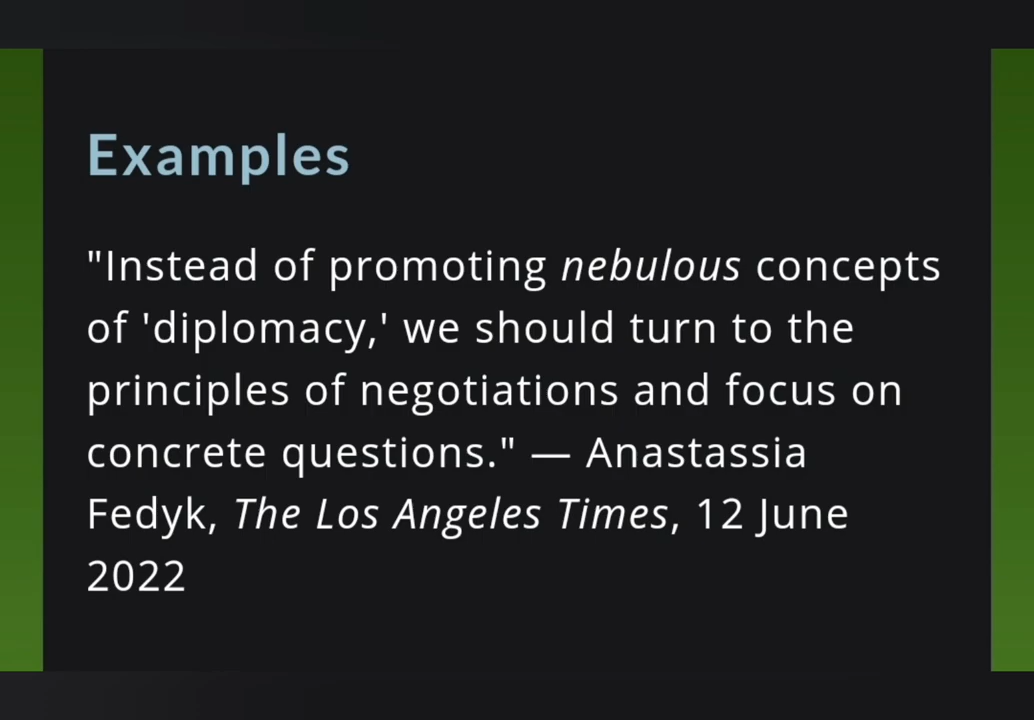 Examples
"Instead of promoting nebulous concepts
of 'diplomacy,' we should turn to the
principles of negotiations and focus on
concrete questions." — Anastassia
Fedyk, The Los Angeles Times, 12 June
2022